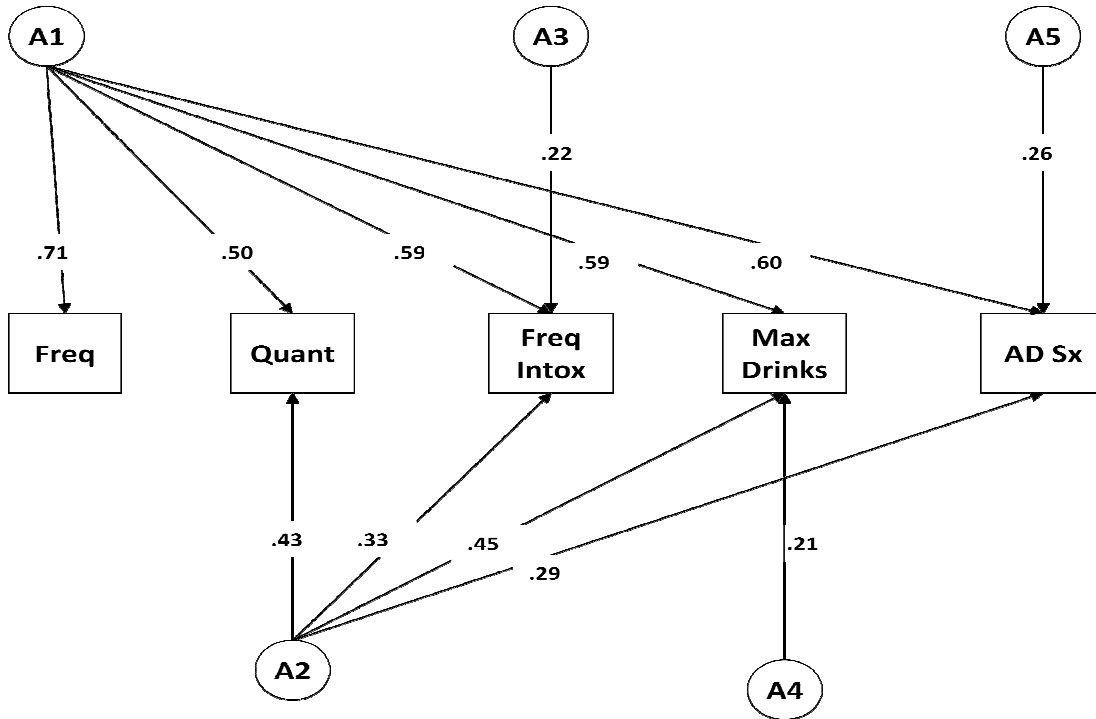 A1
A3
A5
.22
.26
.71
.50
.59
.59
.60
Freq
Quant
Freq
Intox
Max
Drinks
AD Sx
.43
.33
.45
.29
.21
A2
A4